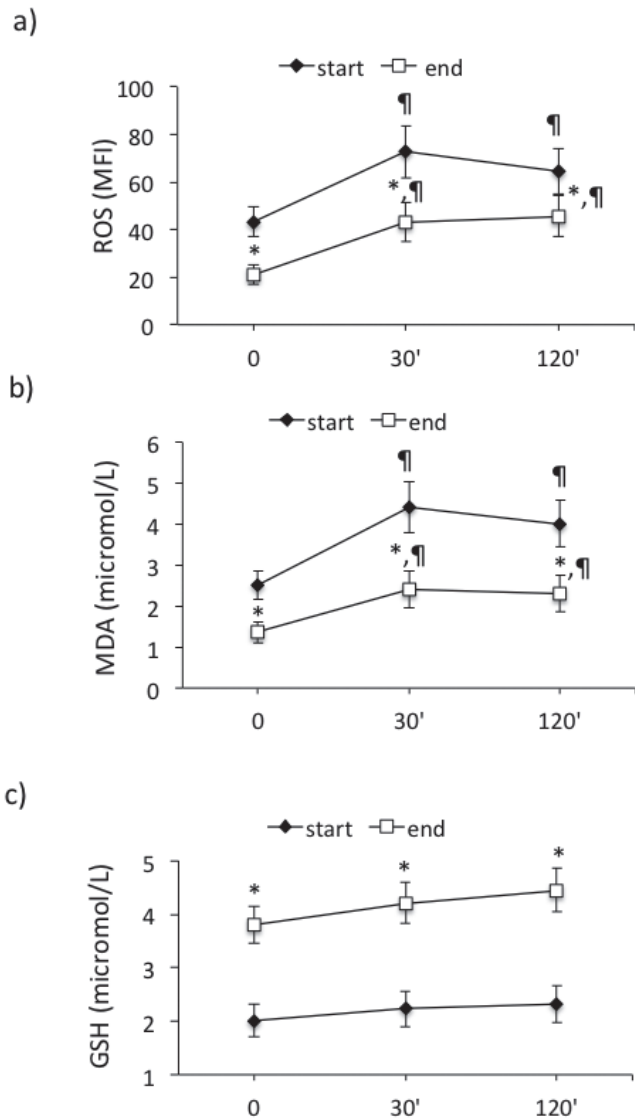 a)
start end
ROS (MFI)
100
80
60
40
20
0
¶
¶
*,¶
*,¶
*
0 30' 120'
b)
start end
MDA (micromol/L)
6
5
4
3
2
1
0
¶
¶
*,¶
*,¶
*
0 30' 120'
c)
start end
GSH (micromol/L)
5
4
3
2
1
*
*
*
0 30' 120'